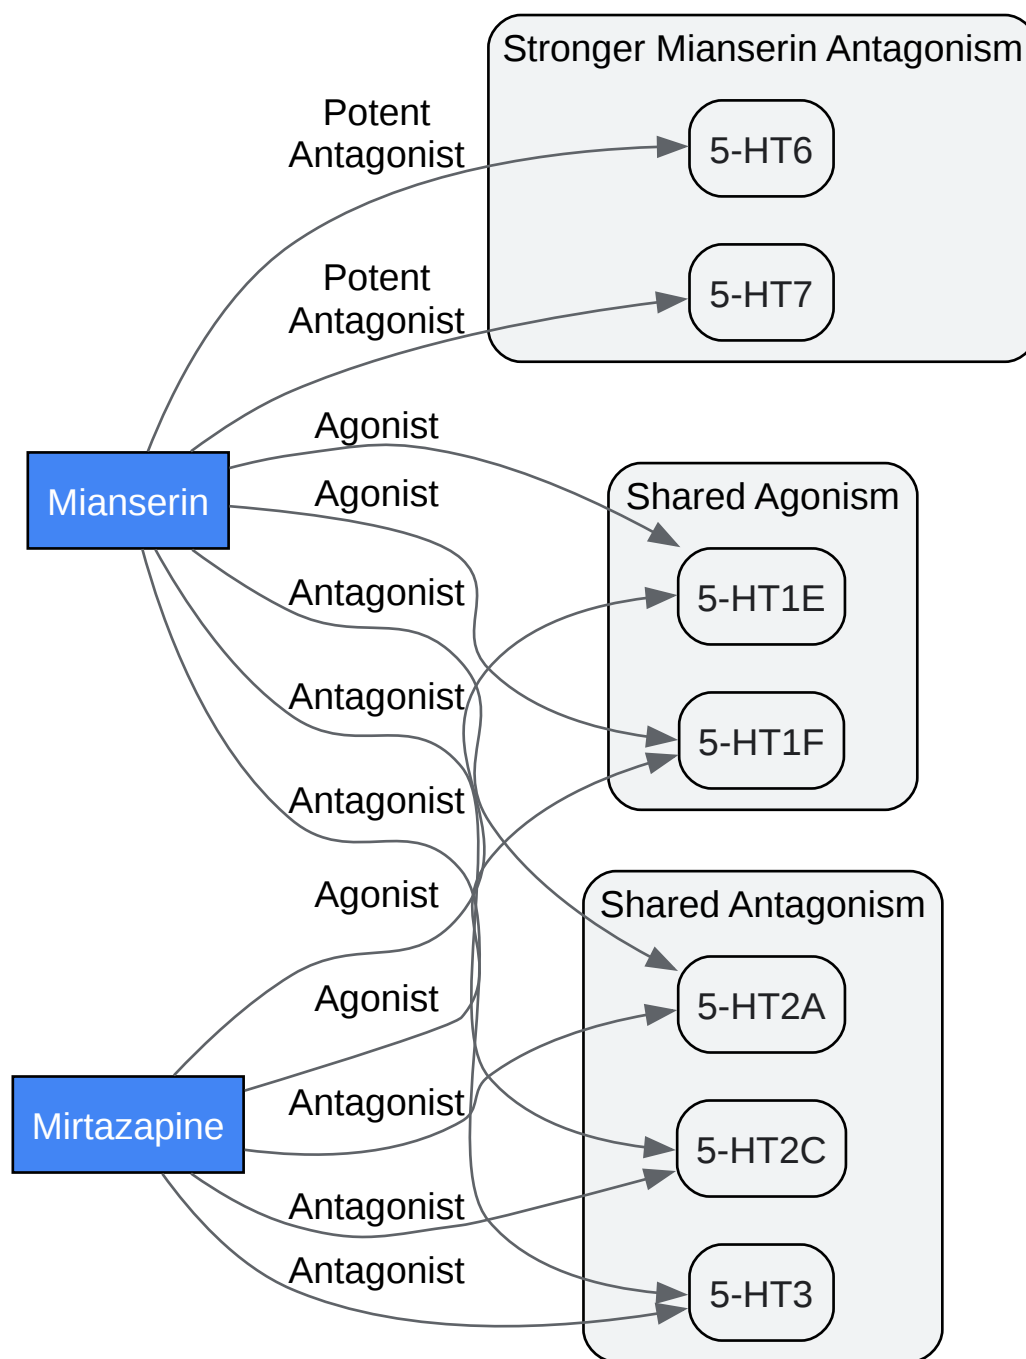 Stronger Mianserin Antagonism
Potent
Antagonist
5-HT6
Potent
Antagonist
5-HT7
Agonist
Mianserin
Agonist
Shared Agonism
Antagonist
5-HT1E
Antagonist
5-HT1F
Antagonist
Agonist
Shared Antagonism
Agonist
5-HT2A
Mirtazapine
Antagonist
5-HT2C
Antagonist
Antagonist
5-HT3